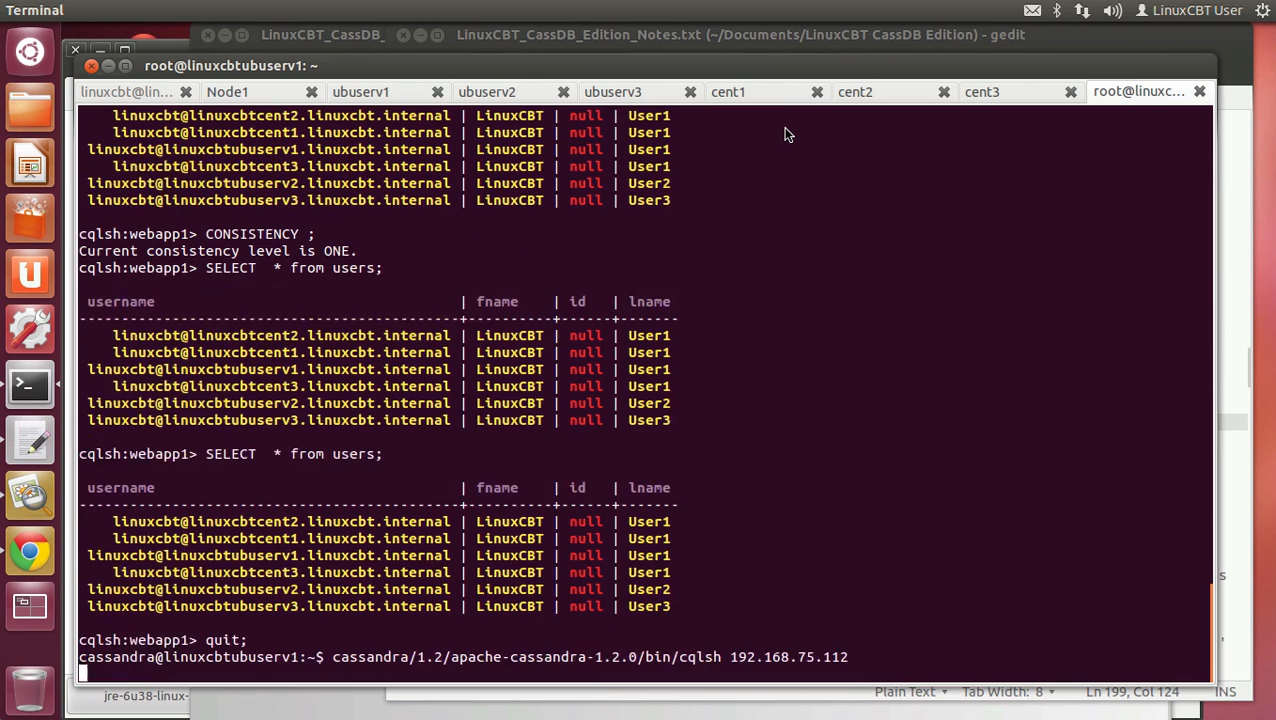 Terminal
LinuxCBT User
LinuxCBT_CassDB_
LinuxCBT_CassDB_Edition_Notes.txt (~/Documents/LinuxCBT CassDB Edition) - gedit
root@linuxcbtubuserv1: ~
linuxcbt@lin...
Node1
ubuserv1
ubuserv2
ubuserv3
cent1
cent2
cent3
root@linuxc...
linuxcbt@linuxcbtcent2.linuxcbt.internal | LinuxCBT | null | User1
linuxcbt@linuxcbtcent1.linuxcbt.internal | LinuxCBT | null | User1
linuxcbt@linuxcbtubuserv1.linuxcbt.internal | LinuxCBT | null | User1
linuxcbt@linuxcbtcent3.linuxcbt.internal | LinuxCBT | null | User1
linuxcbt@linuxcbtubuserv2.linuxcbt.internal | LinuxCBT | null | User2
linuxcbt@linuxcbtubuserv3.linuxcbt.internal | LinuxCBT | null | User3
cqlsh:webapp1> CONSISTENCY ;
Current consistency level is ONE.
cqlsh:webapp1> SELECT  * from users;
username | fname | id | lname
---------------------------------------------+----------+------+-------
linuxcbt@linuxcbtcent2.linuxcbt.internal | LinuxCBT | null | User1
linuxcbt@linuxcbtcent1.linuxcbt.internal | LinuxCBT | null | User1
linuxcbt@linuxcbtubuserv1.linuxcbt.internal | LinuxCBT | null | User1
linuxcbt@linuxcbtcent3.linuxcbt.internal | LinuxCBT | null | User1
linuxcbt@linuxcbtubuserv2.linuxcbt.internal | LinuxCBT | null | User2
linuxcbt@linuxcbtubuserv3.linuxcbt.internal | LinuxCBT | null | User3
cqlsh:webapp1> SELECT  * from users;
username | fname | id | lname
---------------------------------------------+----------+------+-------
linuxcbt@linuxcbtcent2.linuxcbt.internal | LinuxCBT | null | User1
linuxcbt@linuxcbtcent1.linuxcbt.internal | LinuxCBT | null | User1
linuxcbt@linuxcbtubuserv1.linuxcbt.internal | LinuxCBT | null | User1
linuxcbt@linuxcbtcent3.linuxcbt.internal | LinuxCBT | null | User1
linuxcbt@linuxcbtubuserv2.linuxcbt.internal | LinuxCBT | null | User2
linuxcbt@linuxcbtubuserv3.linuxcbt.internal | LinuxCBT | null | User3
cqlsh:webapp1> quit;
cassandra@linuxcbtubuserv1:~$ cassandra/1.2/apache-cassandra-1.2.0/bin/cqlsh 192.168.75.112
jre-6u38-linux-
Plain Text
Tab Width: 8
Ln 199, Col 124
INS